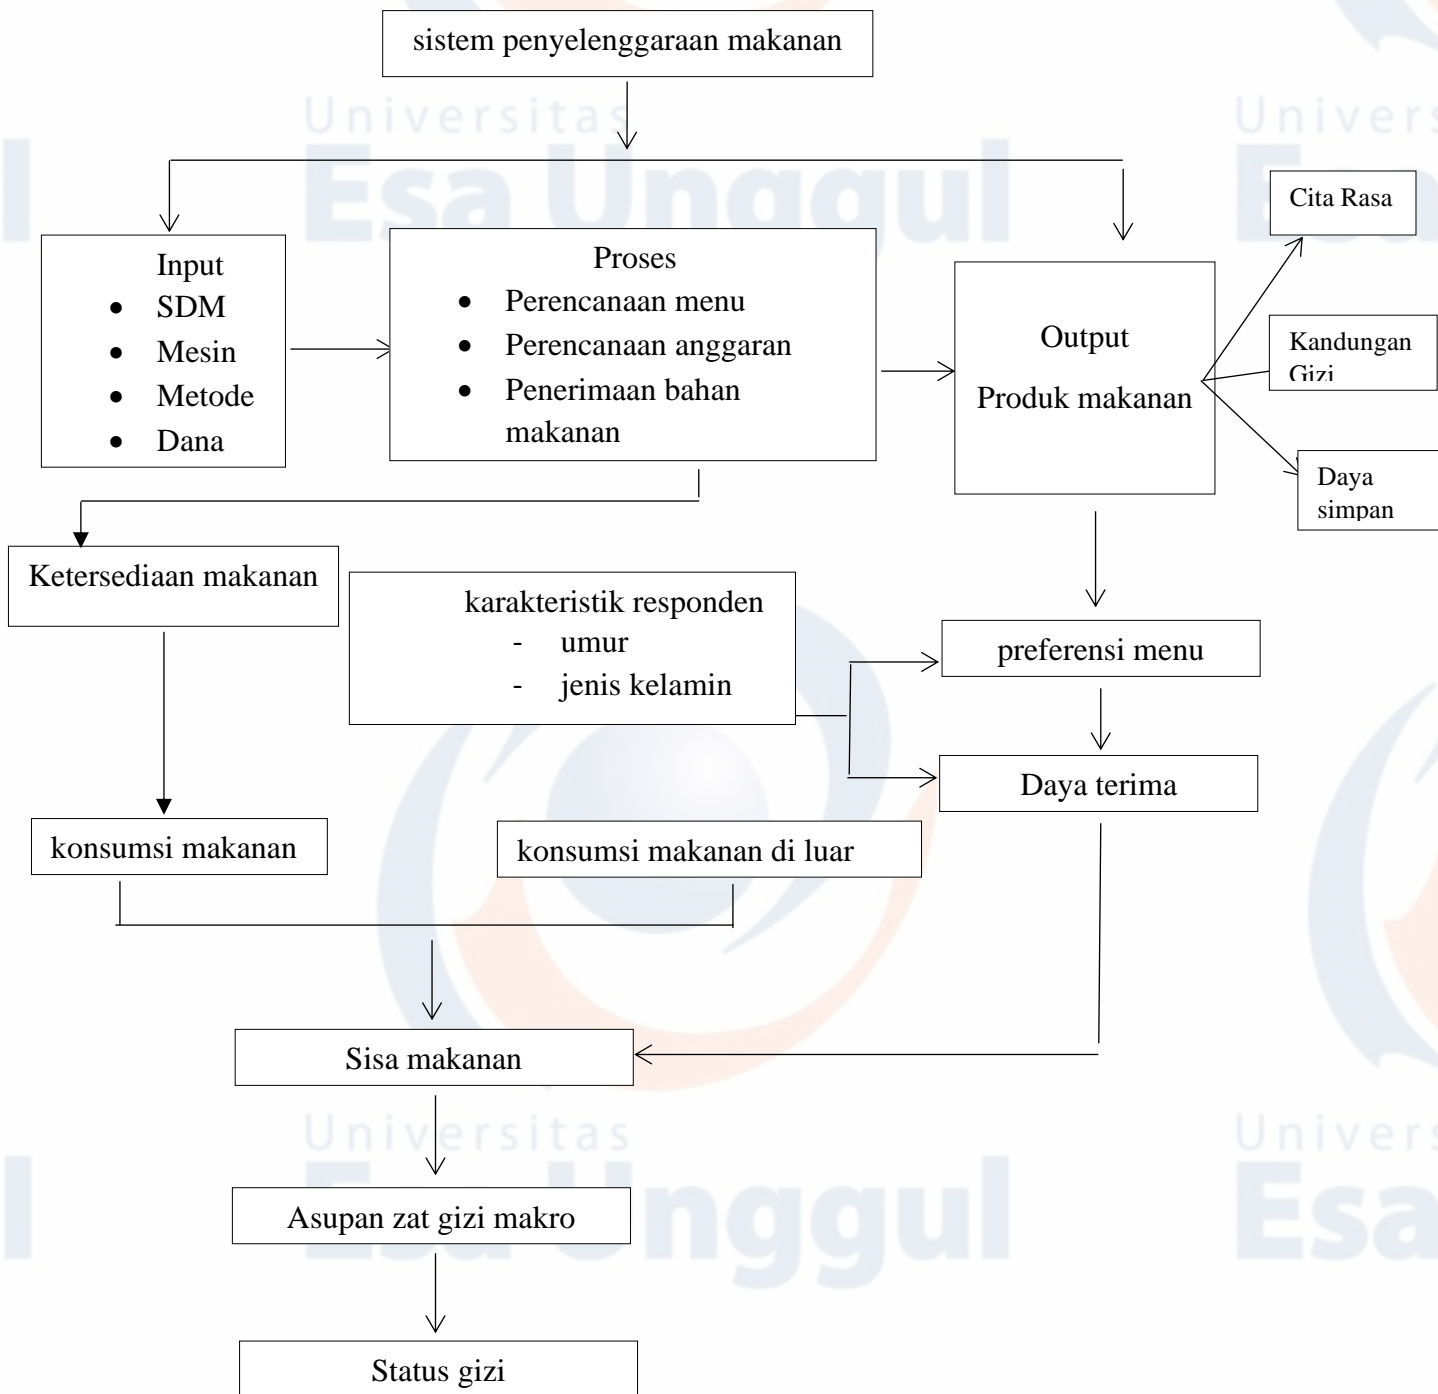 sistem penyelenggaraan makanan
Universitas
Esa Unggul
Univers
Esa
l
Input
• SDM
• Mesin
• Metode
• Dana
Proses
• Perencanaan menu
• Perencanaan anggaran
• Penerimaan bahan
makanan
Output
Produk makanan
Cita Rasa
Kandungan
Gizi
Daya
simpan
Ketersediaan makanan
karakteristik responden
- umur
- jenis kelamin
preferensi menu
Daya terima
konsumsi makanan
konsumsi makanan di luar
Sisa makanan
Universitas
Esa Unggul
Univers
Esa
l
Asupan zat gizi makro
Status gizi